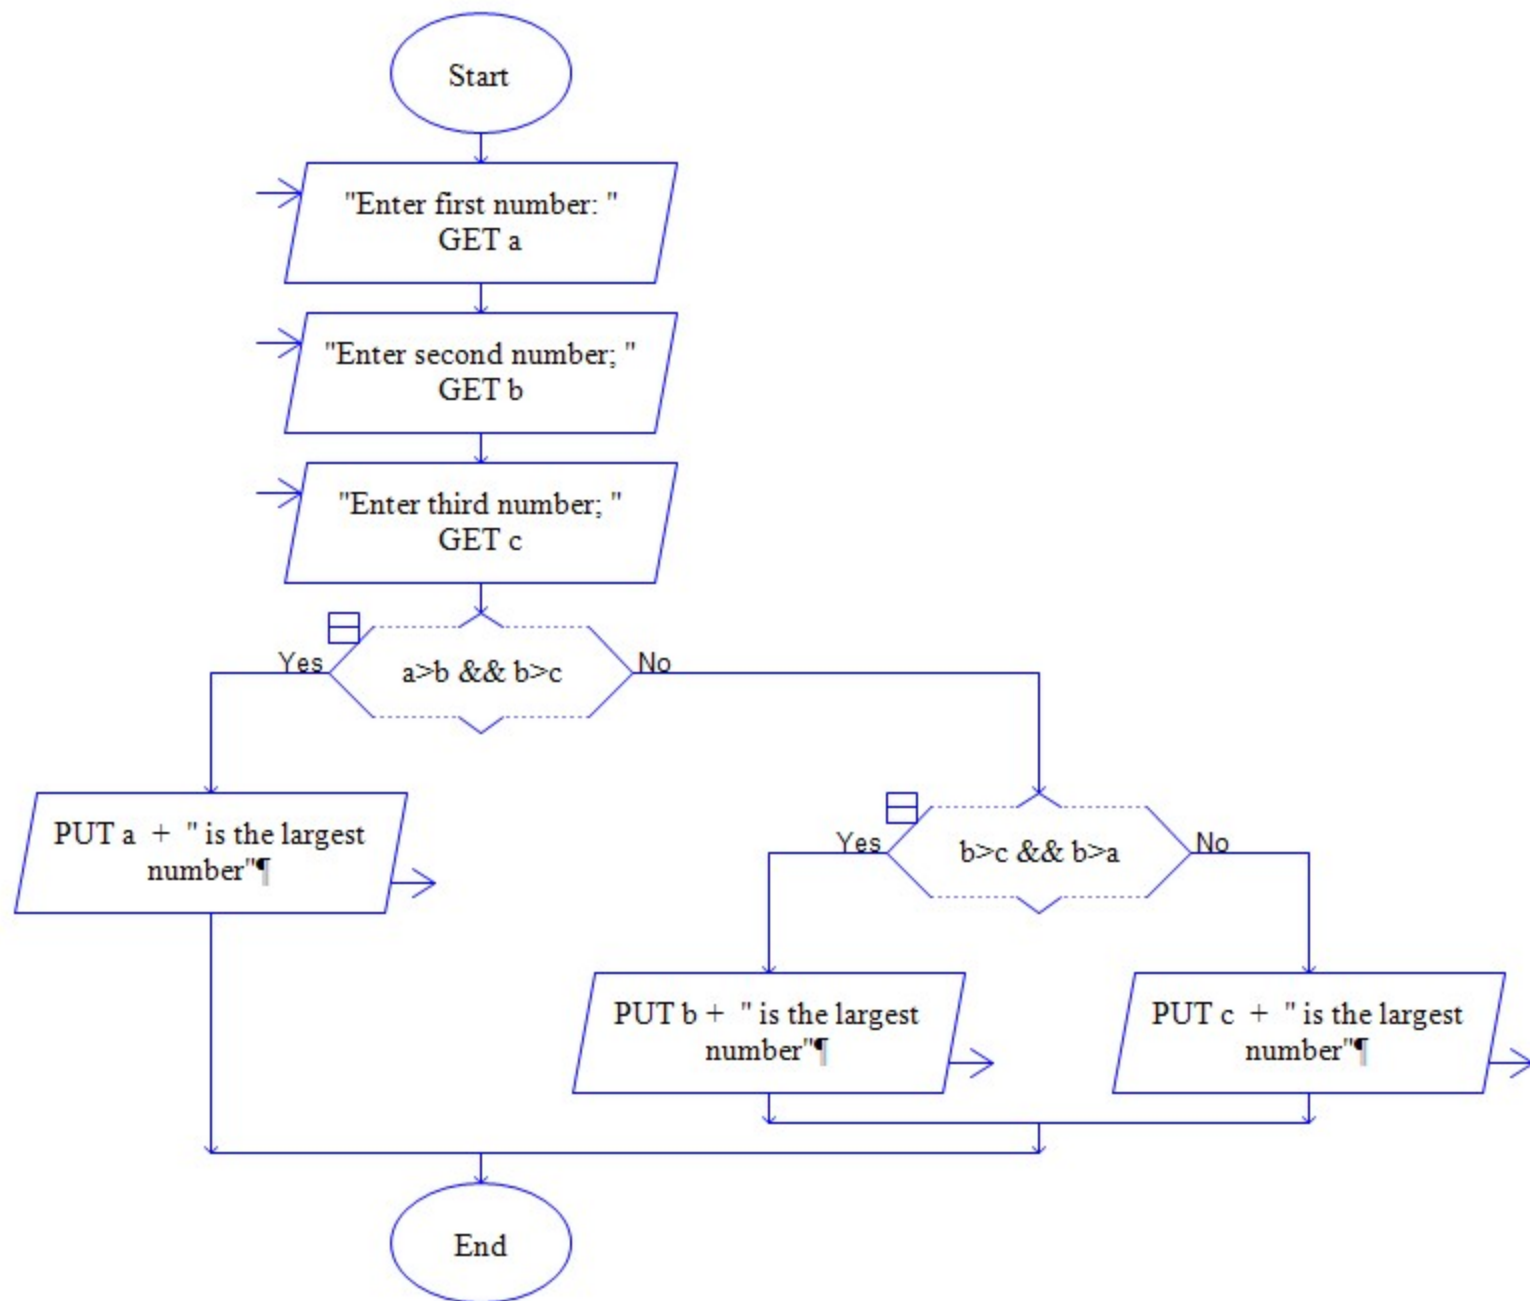 Start
"Enter first number: "
GET a
"Enter second number; "
GET b
"Enter third number; "
GET c
Yes
a>b && b>c
No
PUT a  +  " is the largest
number"¶
Yes
b>c && b>a
No
PUT b +  " is the largest
number"¶
PUT c  +  " is the largest
number"¶
End